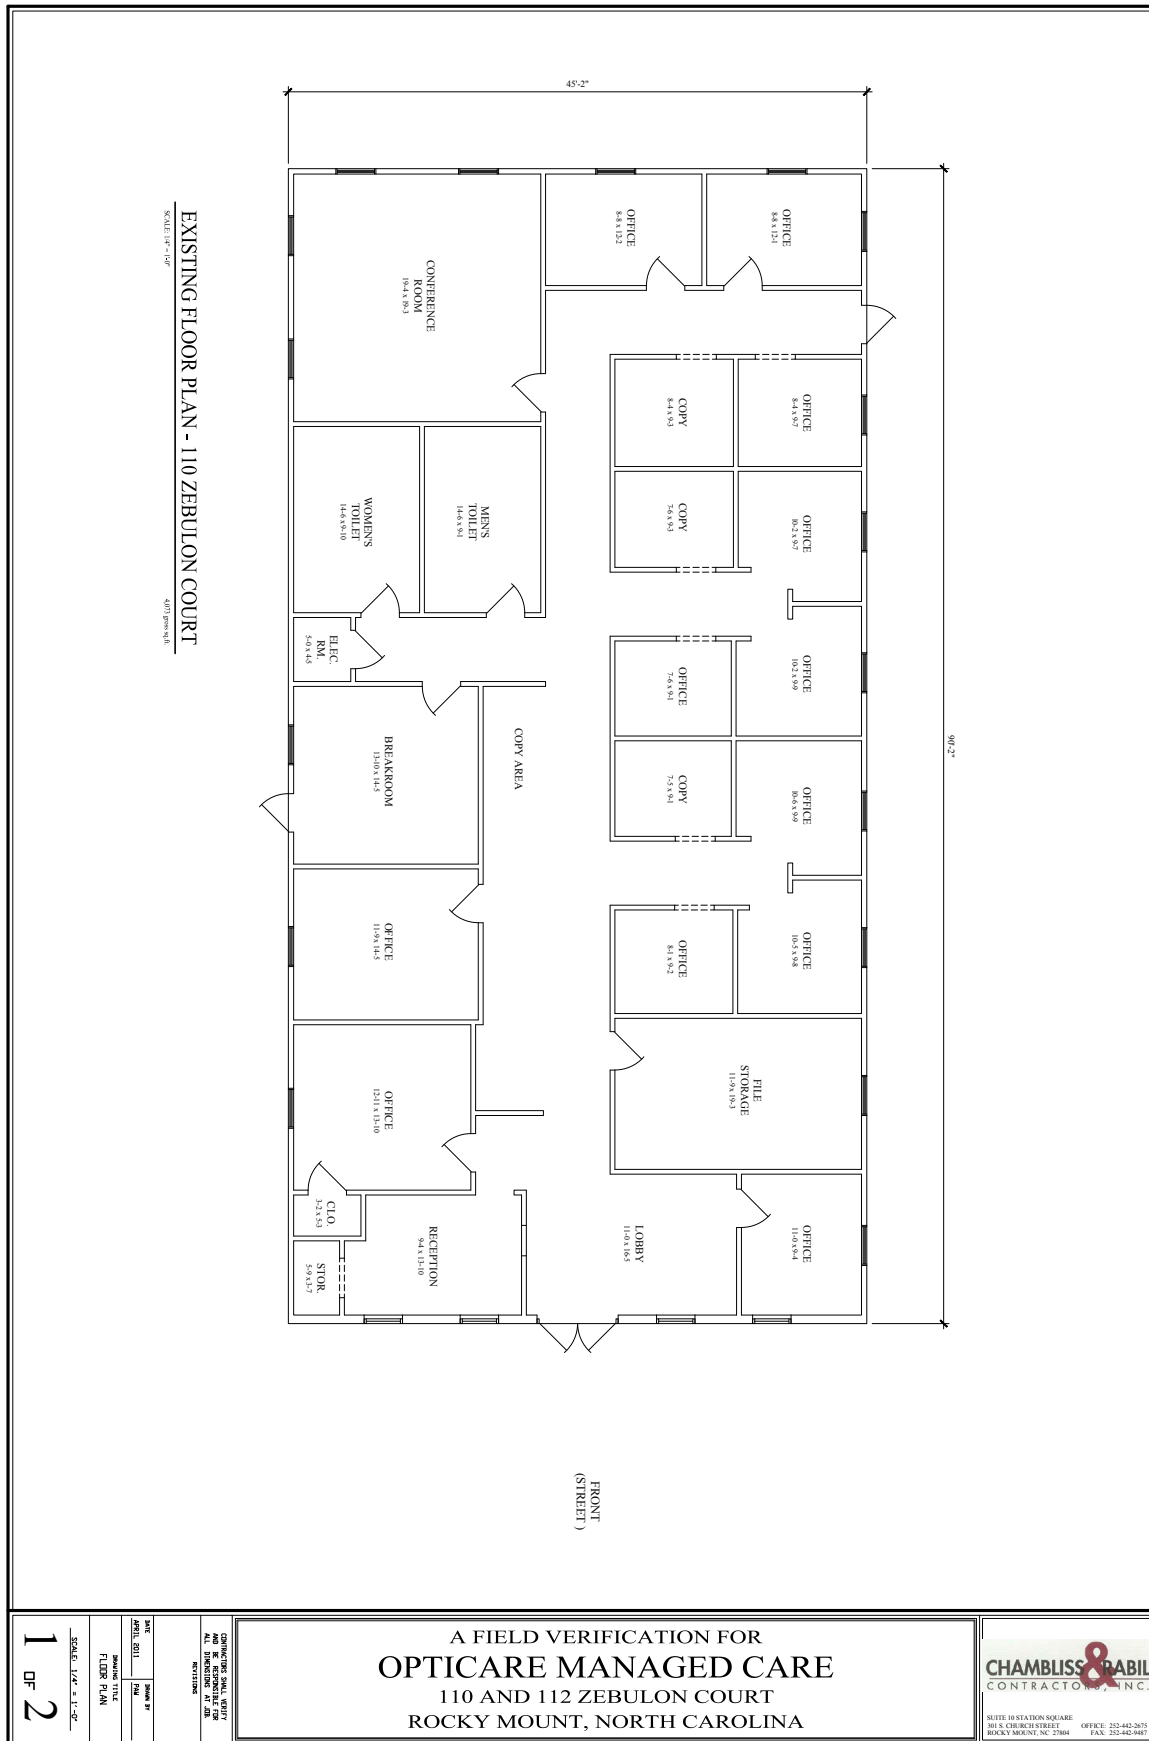 45'-2"
90'-2"
OFFICE
8-8 x 12-2
OFFICE
8-8 x 12-1
CONFERENCE
ROOM
19-4 x 19-3
COPY
8-4 x 9-3
OFFICE
8-4 x 9-7
COPY
7-6 x 9-3
OFFICE
10-2 x 9-7
WOMEN'S
TOILET
14-6 x 9-10
MEN'S
TOILET
14-6 x 9-1
ELEC.
RM.
5-0 x 4-5
OFFICE
7-6 x 9-1
OFFICE
10-2 x 9-9
BREAKROOM
13-10 x 14-5
COPY AREA
COPY
7-5 x 9-1
OFFICE
10-6 x 9-9
OFFICE
11-9 x 14-5
OFFICE
8-1 x 9-2
OFFICE
10-5 x 9-8
OFFICE
12-11 x 13-10
FILE
STORAGE
11-9 x 19-3
CLO.
3-2 x 5-3
STOR.
5-9 x 3-7
RECEPTION
9-4 x 13-10
LOBBY
11-0 x 16-5
OFFICE
11-0 x 9-4
FRONT
(STREET )
EXISTING FLOOR PLAN - 110 ZEBULON COURT
SCALE: 1/4" = 1'-0"
4,073 gross sq.ft.
A FIELD VERIFICATION FOR
OPTICARE MANAGED CARE
110 AND 112 ZEBULON COURT
ROCKY MOUNT, NORTH CAROLINA
CHAMBLISS & RABIL
CONTRACTORS, INC.
SUITE 10 STATION SQUARE
301 S. CHURCH STREET OFFICE: 252-442-2675
ROCKY MOUNT, NC 27804 FAX: 252-442-9487
CONTRACTORS SHALL VERIFY
AND BE RESPONSIBLE FOR
ALL DIMENSIONS AT JOB
REVISIONS
DATE
APRIL 2011
DRAWN BY
PAW
DRAWING TITLE
FLOOR PLAN
SCALE: 1/4" = 1'-0"
1 OF 2